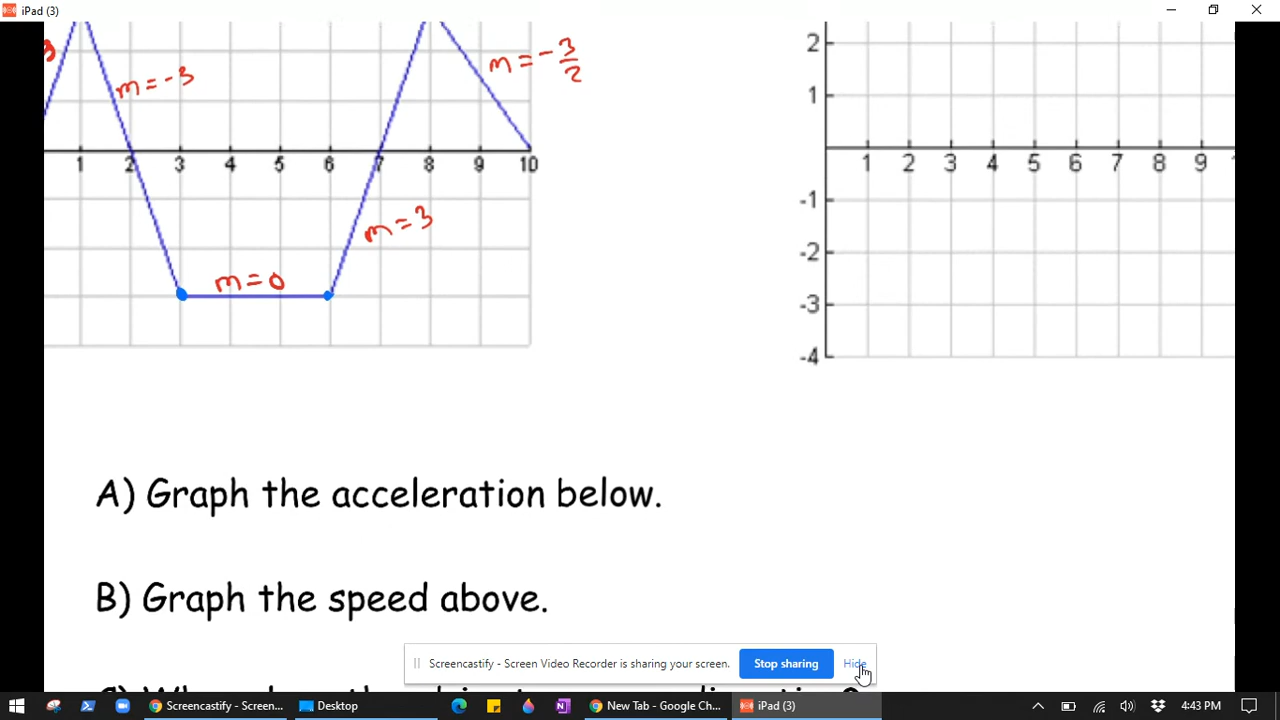 iPad (3)
m = -3
m = -3/2
1 2 3 4 5 6 7 8 9 10
m = 3
m = 0
2
1
1 2 3 4 5 6 7 8 9
-1
-2
-3
-4
A) Graph the acceleration below.
B) Graph the speed above.
Screencastify - Screen Video Recorder is sharing your screen. Stop sharing Hide
Screencastify - Screen... Desktop New Tab - Google Ch... iPad (3) 4:43 PM